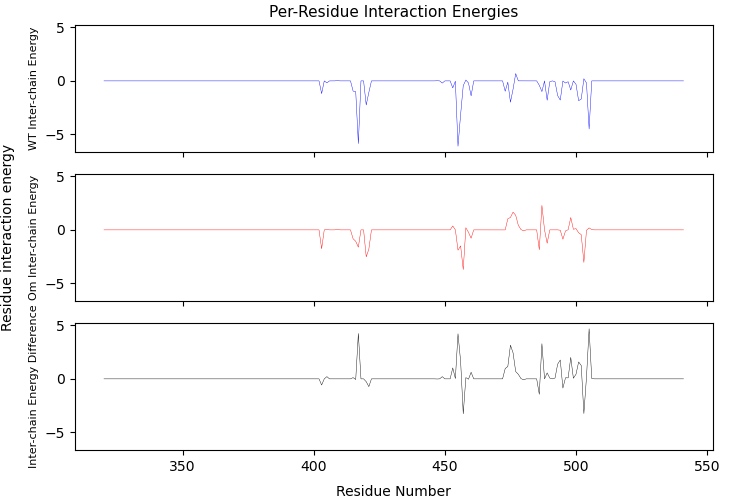 Per-Residue Interaction Energies
Residue interaction energy
WT Inter-chain Energy
5
0
−5
Om Inter-chain Energy
5
0
−5
Inter-chain Energy Difference
5
0
−5
350
400
450
500
550
Residue Number